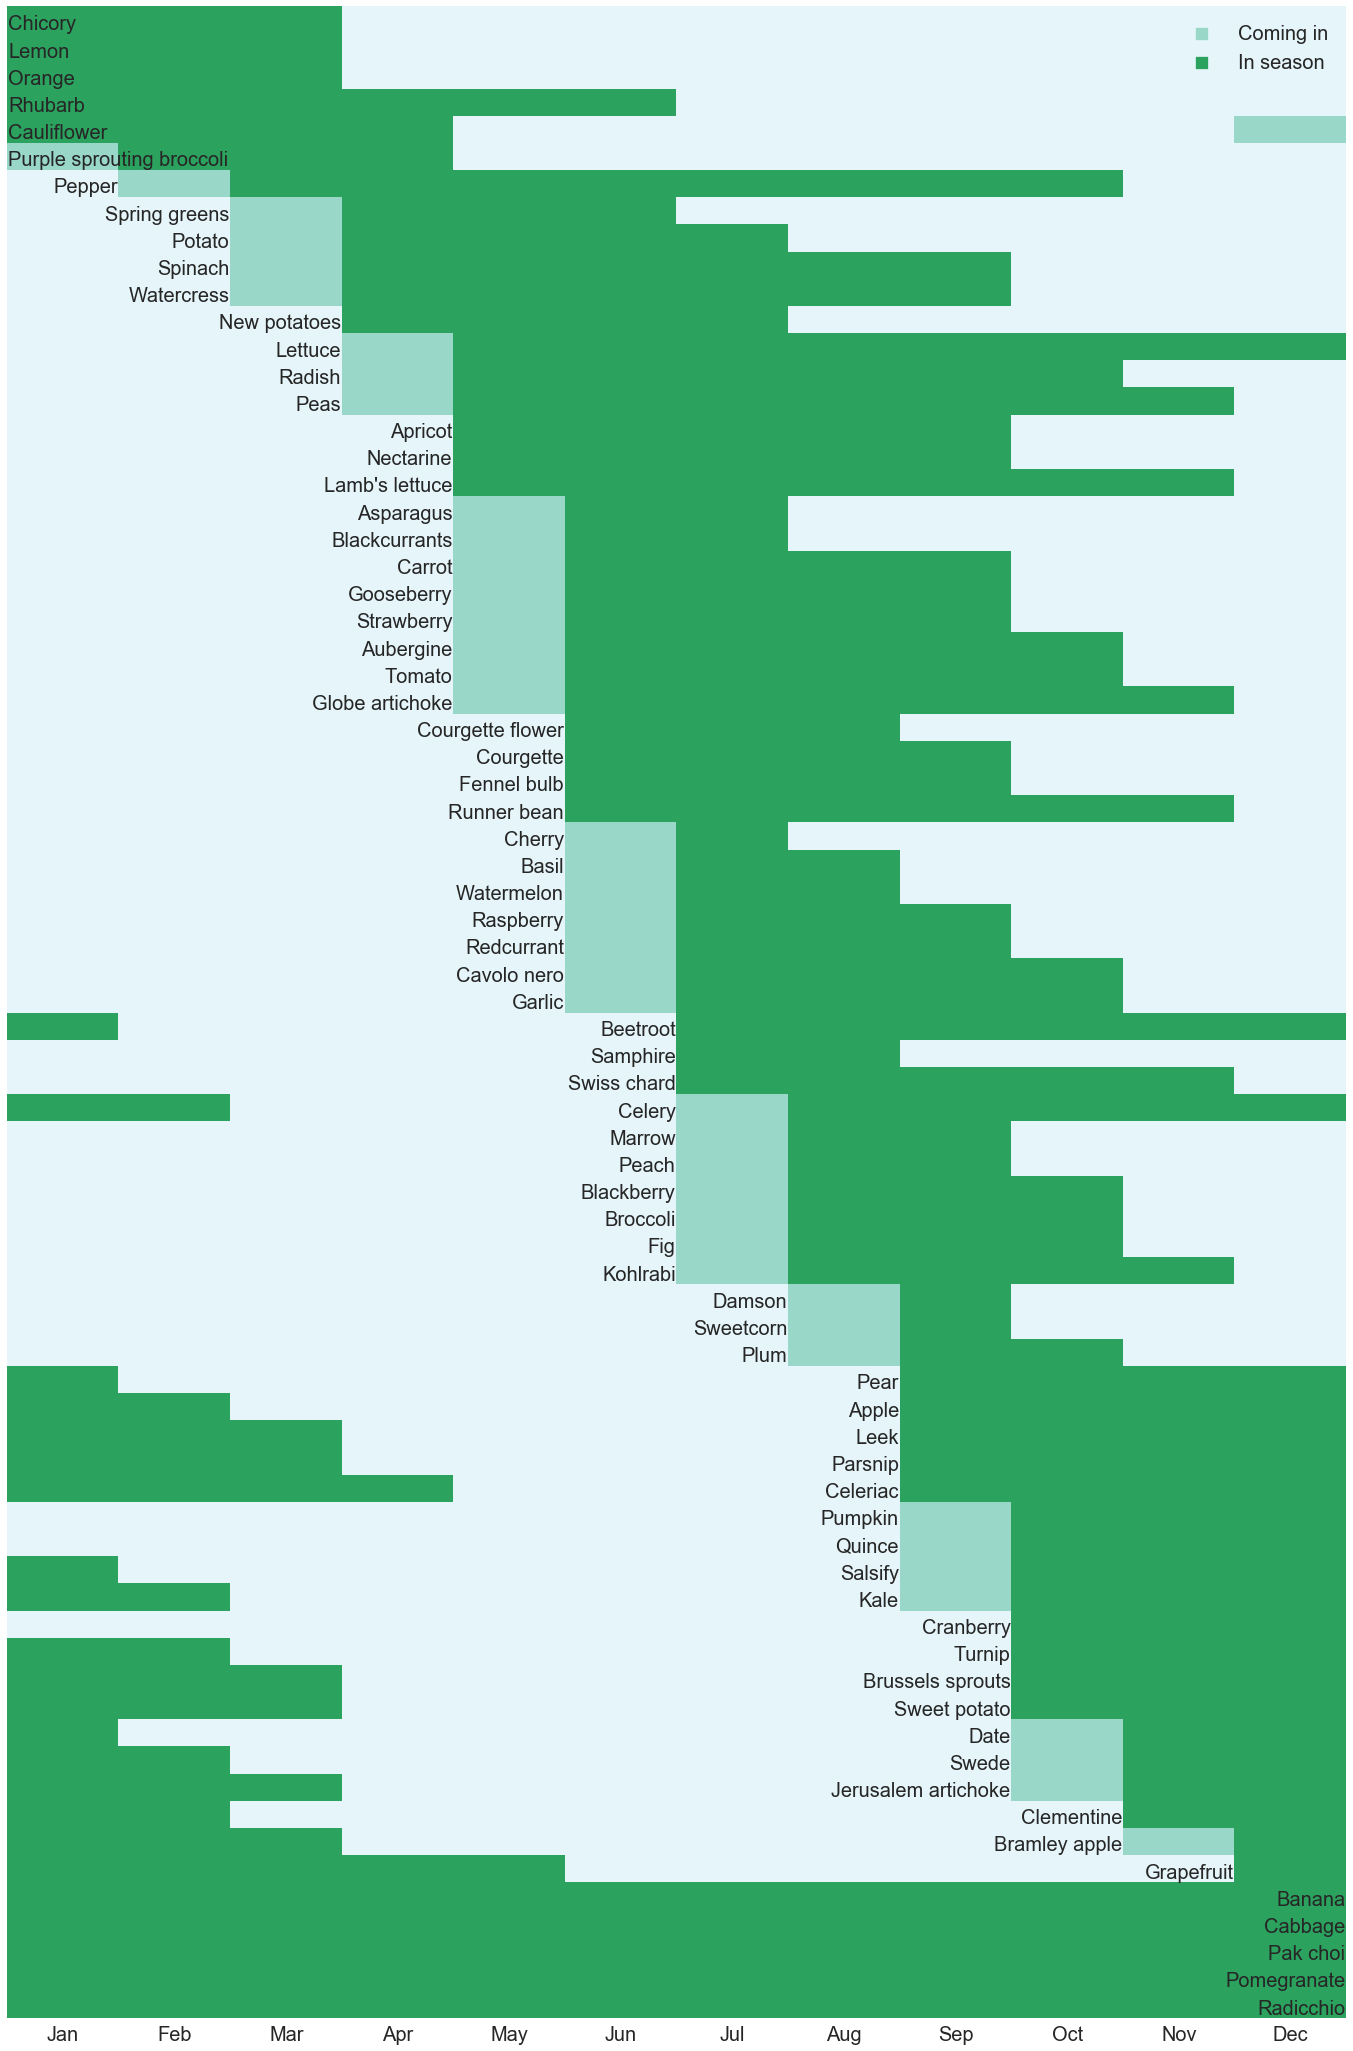 Chicory
Coming in
Lemon
In season
Orange
Rhubarb
Cauliflower
Purple sprouting broccoli
Pepper
Spring greens
Potato
Spinach
Watercress
New potatoes
Lettuce
Radish
Peas
Apricot
Nectarine
Lamb's lettuce
Asparagus
Blackcurrants
Carrot
Gooseberry
Strawberry
Aubergine
Tomato
Globe artichoke
Courgette flower
Courgette
Fennel bulb
Runner bean
Cherry
Basil
Watermelon
Raspberry
Redcurrant
Cavolo nero
Garlic
Beetroot
Samphire
Swiss chard
Celery
Marrow
Peach
Blackberry
Broccoli
Fig
Kohlrabi
Damson
Sweetcorn
Plum
Pear
Apple
Leek
Parsnip
Celeriac
Pumpkin
Quince
Salsify
Kale
Cranberry
Turnip
Brussels sprouts
Sweet potato
Date
Swede
Jerusalem artichoke
Clementine
Bramley apple
Grapefruit
Banana
Cabbage
Pak choi
Pomegranate
Radicchio
Jan Feb Mar Apr May Jun Jul Aug Sep Oct Nov Dec